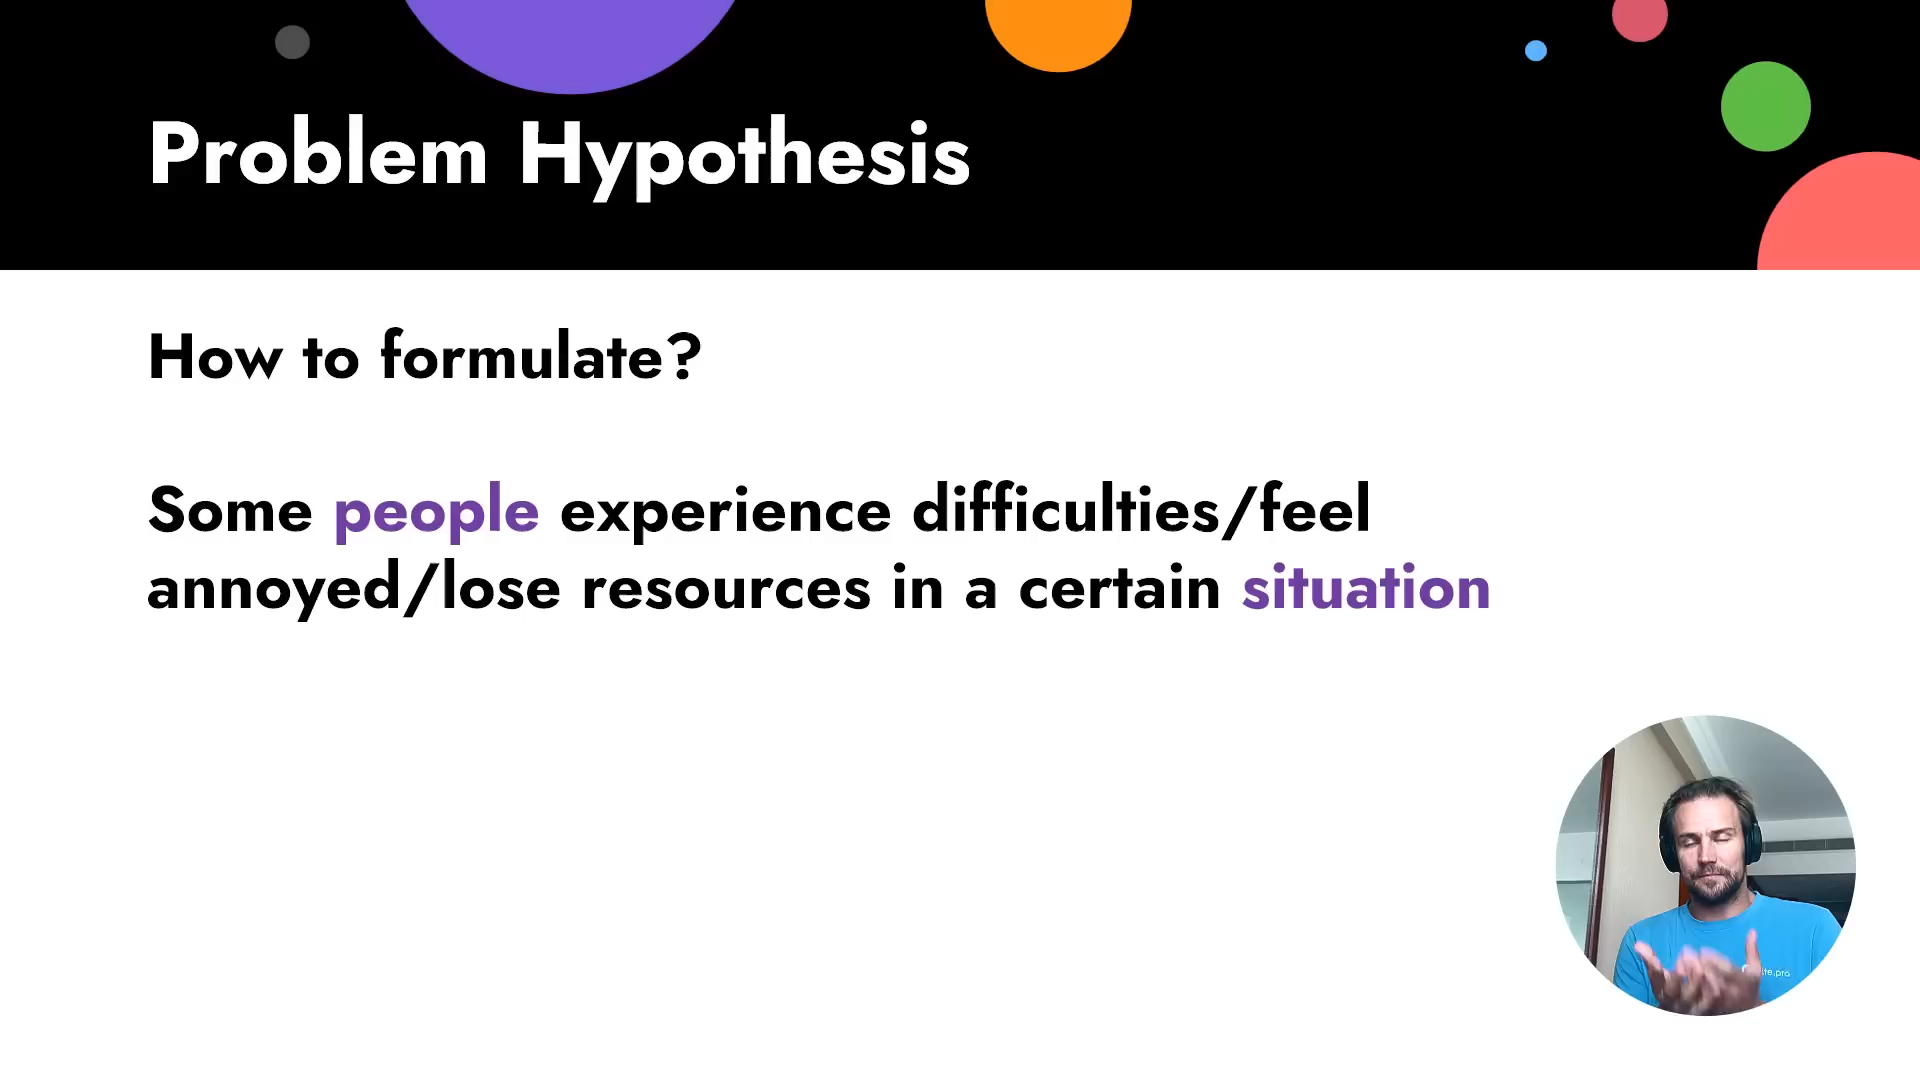 Problem Hypothesis
How to formulate?
Some people experience difficulties/feel
annoyed/lose resources in a certain situation